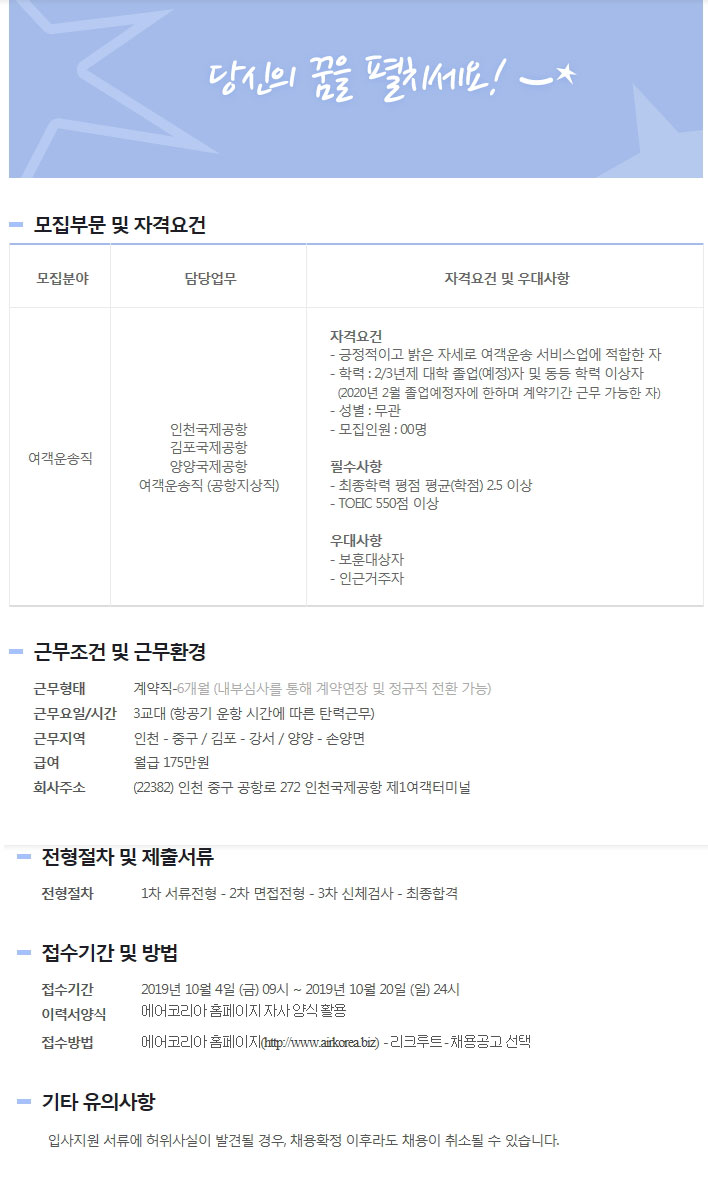 당신의 꿈을 펼치세요!
모집부문 및 자격요건
모집분야 담당업무 자격요건 및 우대사항
여객운송직
인천국제공항
김포국제공항
양양국제공항
여객운송직 (공항지상직)
자격요건
- 긍정적이고 밝은 자세로 여객운송 서비스업에 적합한 자
- 학력 : 2/3년제 대학 졸업(예정)자 및 동등 학력 이상자
(2020년 2월 졸업예정자에 한하며 계약기간 근무 가능한 자)
- 성별 : 무관
- 모집인원 : 00명
필수사항
- 최종학력 평점 평균(학점) 2.5 이상
- TOEIC 550점 이상
우대사항
- 보훈대상자
- 인근거주자
근무조건 및 근무환경
근무형태 계약직-6개월 (내부심사를 통해 계약연장 및 정규직 전환 가능)
근무요일/시간 3교대 (항공기 운항 시간에 따른 탄력근무)
근무지역 인천 - 중구 / 김포 - 강서 / 양양 - 손양면
급여 월급 175만원
회사주소 (22382) 인천 중구 공항로 272 인천국제공항 제1여객터미널
전형절차 및 제출서류
전형절차 1차 서류전형 - 2차 면접전형 - 3차 신체검사 - 최종합격
접수기간 및 방법
접수기간 2019년 10월 4일 (금) 09시 ~ 2019년 10월 20일 (일) 24시
이력서양식 에어코리아 홈페이지 자사 양식 활용
접수방법 에어코리아 홈페이지(http://www.airkorea.biz) - 리크루트 - 채용공고 선택
기타 유의사항
입사지원 서류에 허위사실이 발견될 경우, 채용확정 이후라도 채용이 취소될 수 있습니다.